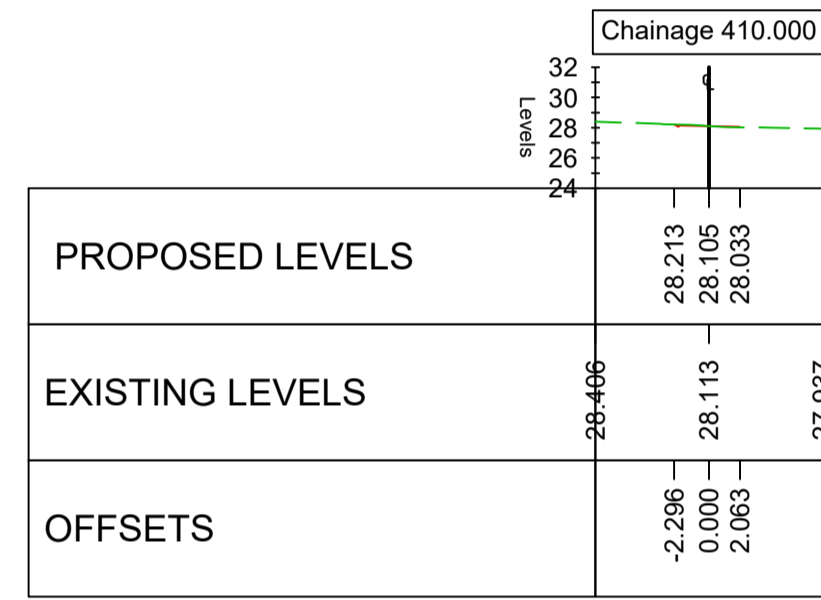 Chainage 410.000
Levels
32
30
28
26
24
PROPOSED LEVELS
28.213
28.105
28.033
EXISTING LEVELS
28.406
28.113
OFFSETS
-2.296
0.000
2.063